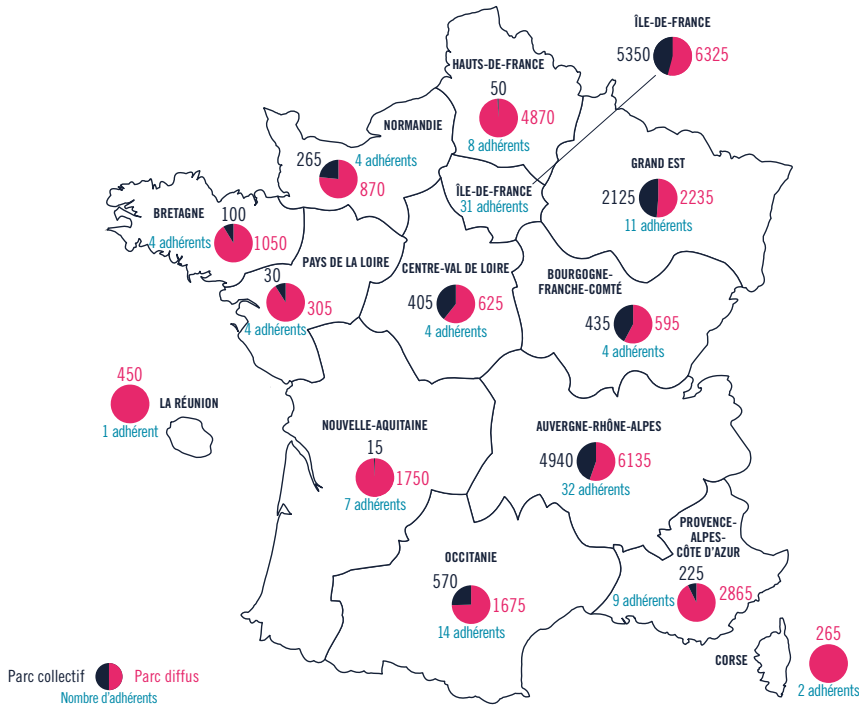 ÎLE-DE-FRANCE
5350 6325
HAUTS-DE-FRANCE
50
4870
8 adhérents
NORMANDIE
265
4 adhérents
870
ÎLE-DE-FRANCE
31 adhérents
GRAND EST
2125 2235
11 adhérents
BRETAGNE
100
4 adhérents
1050
PAYS DE LA LOIRE
30
305
4 adhérents
CENTRE-VAL DE LOIRE
405 625
4 adhérents
BOURGOGNE-
FRANCHE-COMTÉ
435 595
4 adhérents
450
LA RÉUNION
1 adhérent
NOUVELLE-AQUITAINE
15
1750
7 adhérents
AUVERGNE-RHÔNE-ALPES
4940 6135
32 adhérents
PROVENCE-
ALPES-
CÔTE D'AZUR
225
9 adhérents
2865
OCCITANIE
570
1675
14 adhérents
265
CORSE
2 adhérents
Parc collectif Parc diffus
Nombre d'adhérents